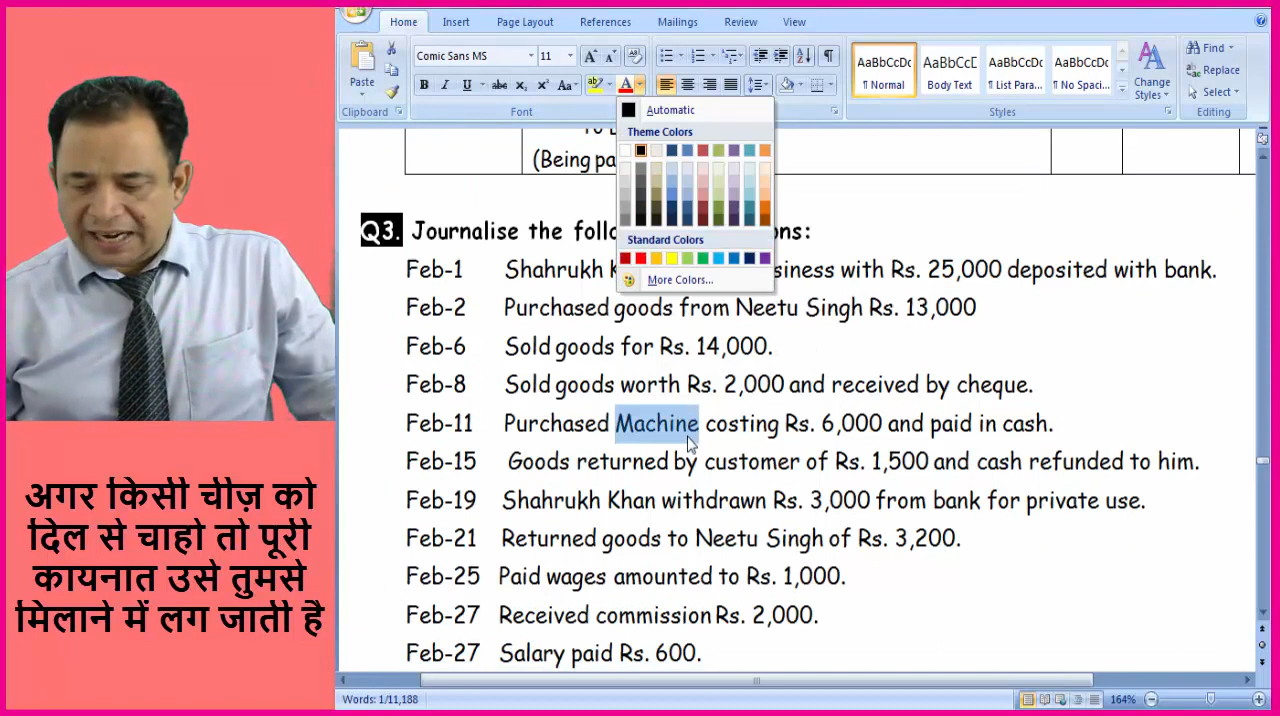 Home Insert Page Layout References Mailings Review View
Comic Sans MS 11
Paste
Clipboard Font Styles Editing
AaBbCcDc AaBbCcD AaBbCcDc AaBbCcDc
¶ Normal Body Text ¶ List Para... ¶ No Spaci...
Change Styles
Find
Replace
Select
Automatic
Theme Colors
Standard Colors
More Colors...
(Being pa
Q3. Journalise the follo ns:
Feb-1 Shahrukh K siness with Rs. 25,000 deposited with bank.
Feb-2 Purchased goods from Neetu Singh Rs. 13,000
Feb-6 Sold goods for Rs. 14,000.
Feb-8 Sold goods worth Rs. 2,000 and received by cheque.
Feb-11 Purchased Machine costing Rs. 6,000 and paid in cash.
Feb-15 Goods returned by customer of Rs. 1,500 and cash refunded to him.
Feb-19 Shahrukh Khan withdrawn Rs. 3,000 from bank for private use.
Feb-21 Returned goods to Neetu Singh of Rs. 3,200.
Feb-25 Paid wages amounted to Rs. 1,000.
Feb-27 Received commission Rs. 2,000.
Feb-27 Salary paid Rs. 600.
Words: 1/11,188
164%
अगर किसी चीज़ को
दिल से चाहो तो पूरी
कायनात उसे तुमसे
मिलाने में लग जाती है